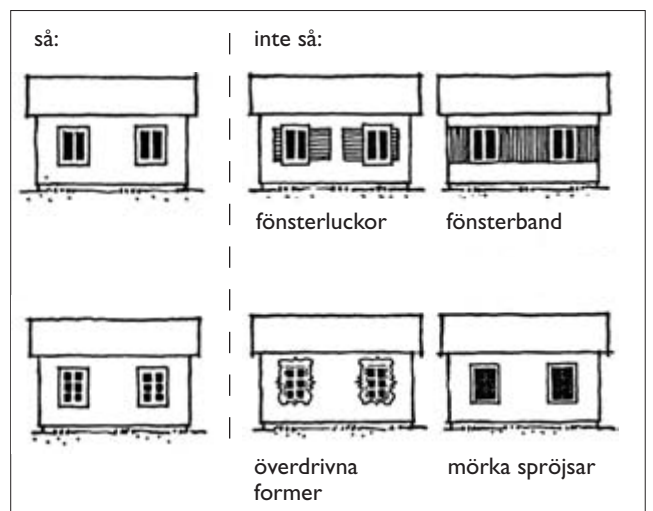 så:
inte så:
fönsterluckor
fönsterband
överdrivna
former
mörka spröjsar